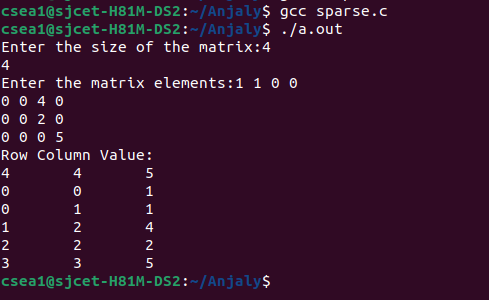 csea1@sjcet-H81M-DS2:~/Anjaly$ gcc sparse.c
csea1@sjcet-H81M-DS2:~/Anjaly$ ./a.out
Enter the size of the matrix:4
4
Enter the matrix elements:1 1 0 0
0 0 4 0
0 0 2 0
0 0 0 5
Row Column Value:
4       4       5
0       0       1
0       1       1
1       2       4
2       2       2
3       3       5
csea1@sjcet-H81M-DS2:~/Anjaly$